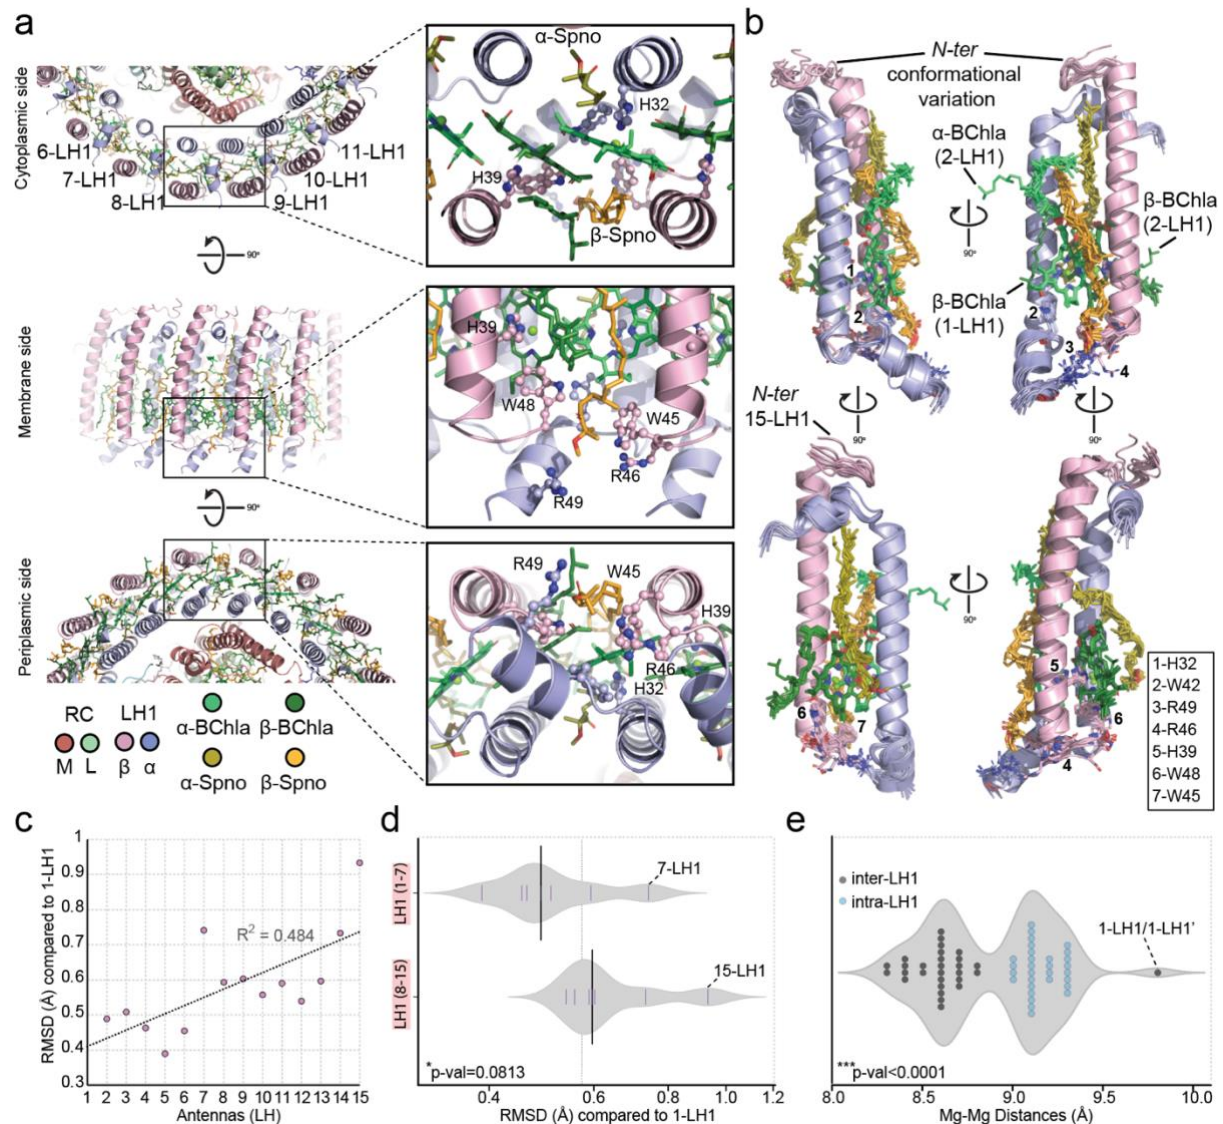 a
Cytoplasmic side
6-LH1
7-LH1
8-LH1
9-LH1
10-LH1
11-LH1
α-Spno
H32
H39
β-Spno
90°
Membrane side
H39
W48
W45
R46
R49
90°
Periplasmic side
R49
W45
H39
R46
H32
RC
LH1
M
L
β
α
α-BChla
β-BChla
α-Spno
β-Spno
b
N-ter
conformational
variation
α-BChla
(2-LH1)
90°
β-BChla
(2-LH1)
β-BChla
(1-LH1)
1
2
2
3
4
N-ter
15-LH1
90°
90°
90°
6
7
5
6
4
1-H32
2-W42
3-R49
4-R46
5-H39
6-W48
7-W45
c
RMSD (Å) compared to 1-LH1
1
0.9
0.8
0.7
0.6
0.5
0.4
0.3
R² = 0.484
1 2 3 4 5 6 7 8 9 10 11 12 13 14 15
Antennas (LH)
d
LH1 (1-7)
7-LH1
LH1 (8-15)
15-LH1
*p-val=0.0813
0.4 0.6 0.8 1.0 1.2
RMSD (Å) compared to 1-LH1
e
inter-LH1
intra-LH1
1-LH1/1-LH1'
***p-val<0.0001
8.0 8.5 9.0 9.5 10.0
Mg-Mg Distances (Å)